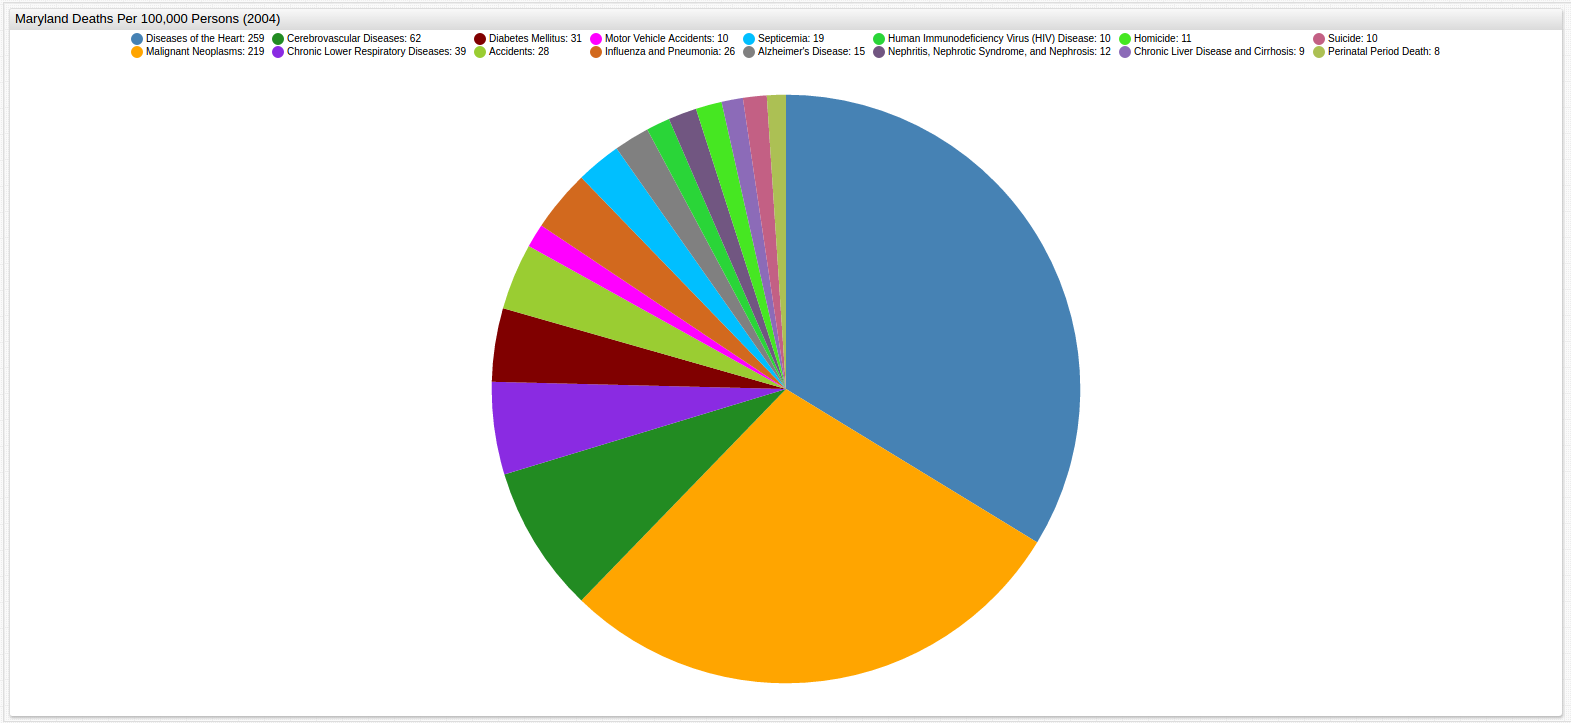 Maryland Deaths Per 100,000 Persons (2004)
Diseases of the Heart: 259 Cerebrovascular Diseases: 62 Diabetes Mellitus: 31 Motor Vehicle Accidents: 10 Septicemia: 19 Human Immunodeficiency Virus (HIV) Disease: 10 Homicide: 11 Suicide: 10
Malignant Neoplasms: 219 Chronic Lower Respiratory Diseases: 39 Accidents: 28 Influenza and Pneumonia: 26 Alzheimer's Disease: 15 Nephritis, Nephrotic Syndrome, and Nephrosis: 12 Chronic Liver Disease and Cirrhosis: 9 Perinatal Period Death: 8